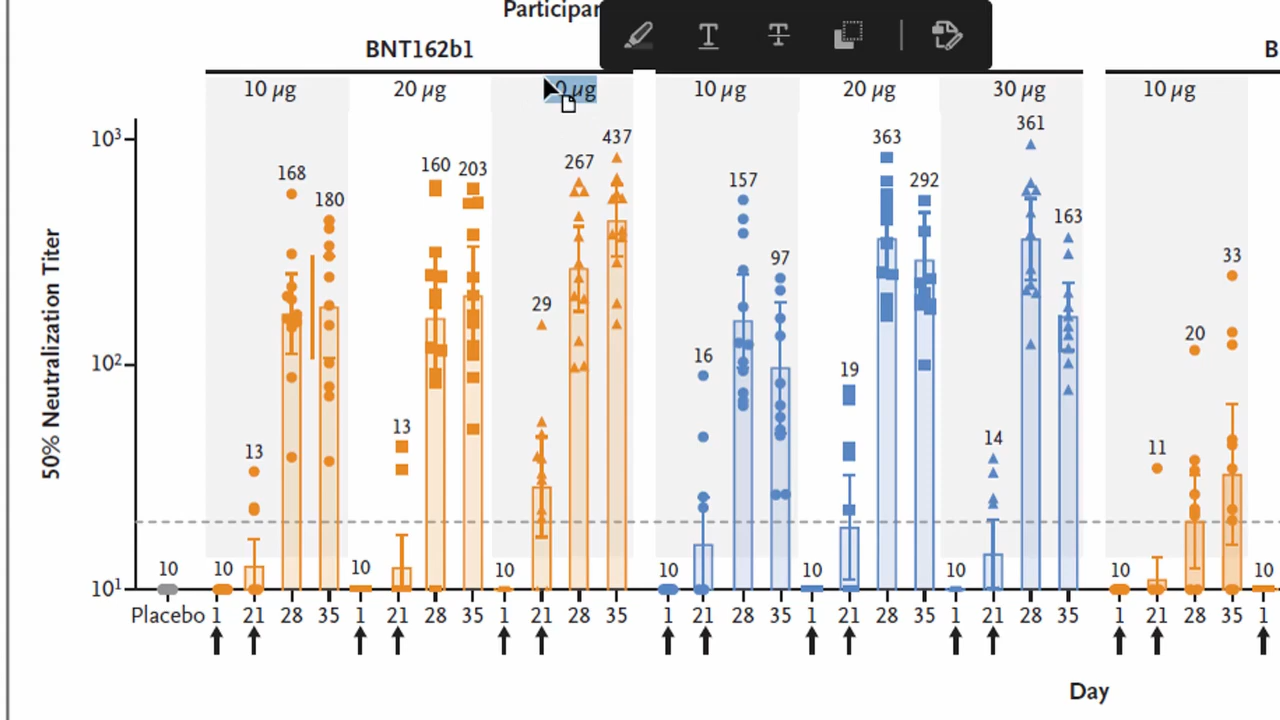 Participan
BNT162b1
B
10 µg 20 µg 0 µg 10 µg 20 µg 30 µg 10 µg
10³
10²
10¹
50% Neutralization Titer
10 10 13 168 180 10 13 160 203 10 29 267 437 10 16 157 97 10 19 363 292 10 14 361 163 10 11 20 33 10
Placebo 1 21 28 35 1 21 28 35 1 21 28 35 1 21 28 35 1 21 28 35 1 21 28 35 1 21 28 35 1
Day